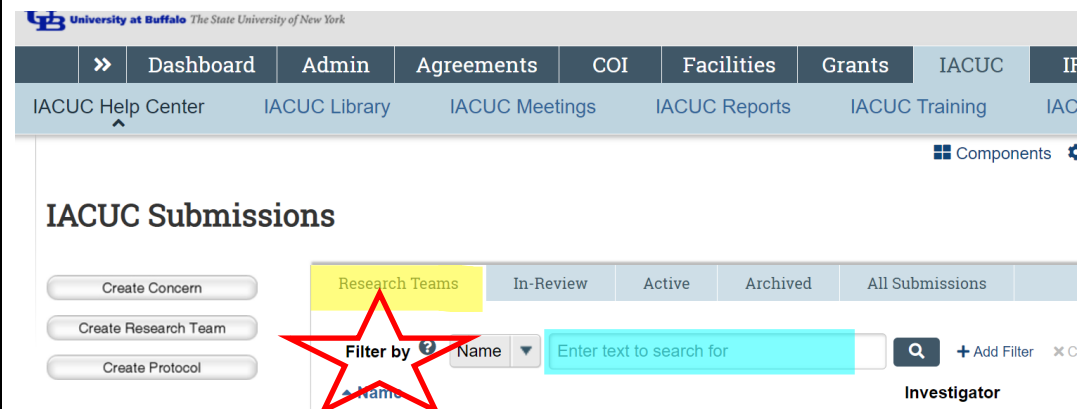 UB University at Buffalo The State University of New York
» Dashboard Admin Agreements COI Facilities Grants IACUC
IACUC Help Center IACUC Library IACUC Meetings IACUC Reports IACUC Training
Components
IACUC Submissions
Research Teams In-Review Active Archived All Submissions
Create Concern
Create Research Team
Create Protocol
Filter by ? Name Enter text to search for + Add Filter
Name Investigator